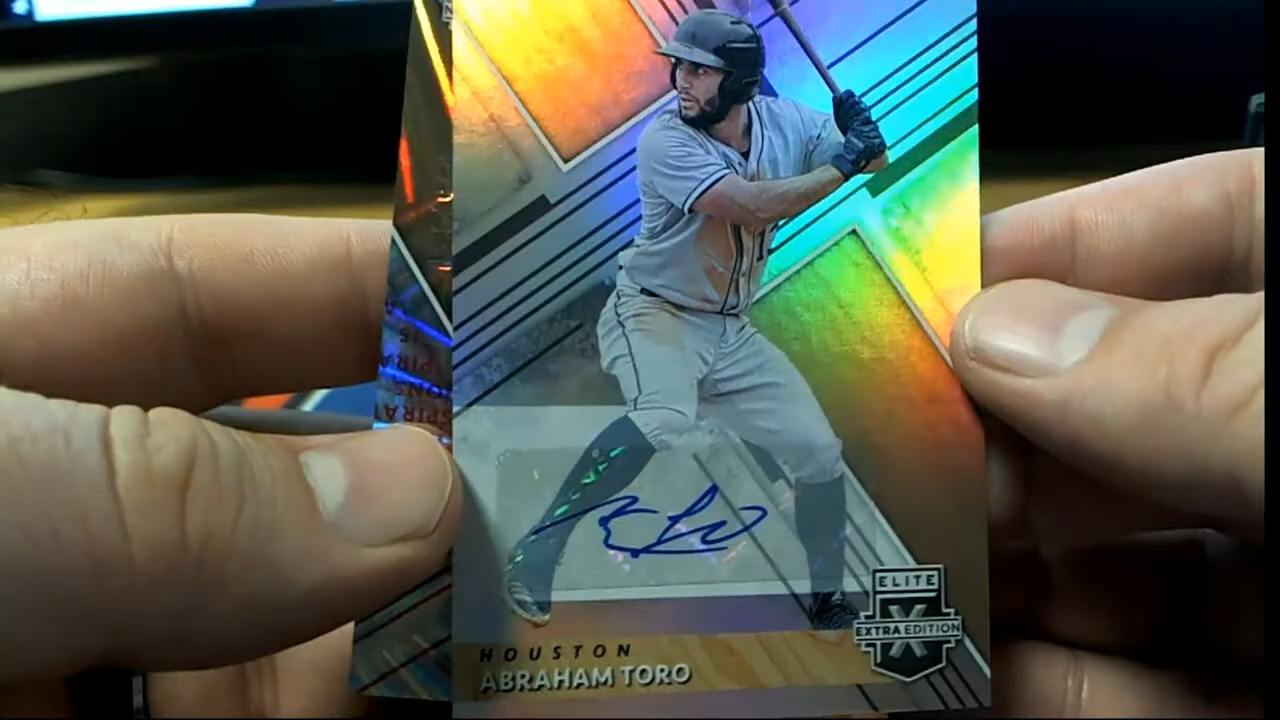 ELITE
X
EXTRA EDITION
HOUSTON
ABRAHAM TORO